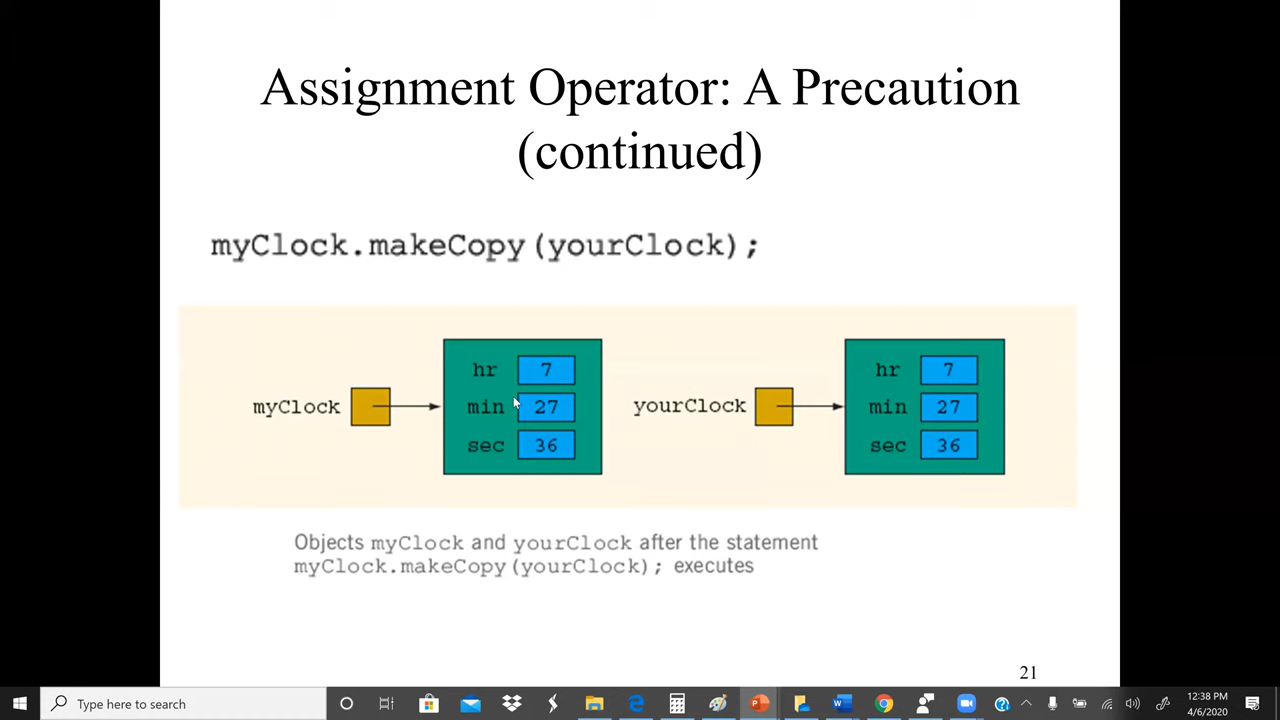 Assignment Operator: A Precaution
(continued)
myClock.makeCopy(yourClock);
hr 7
myClock min 27
sec 36
hr 7
yourClock min 27
sec 36
Objects myClock and yourClock after the statement
myClock.makeCopy(yourClock); executes
21
Type here to search
12:38 PM
4/6/2020